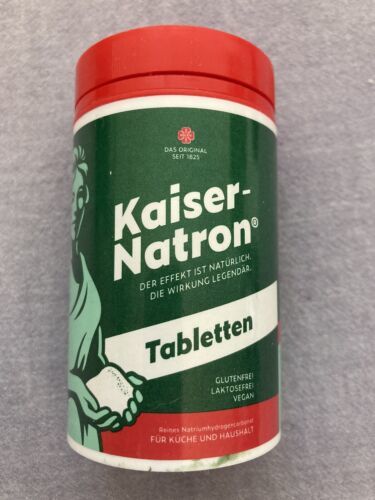 DAS ORIGINAL
SEIT 1825
Kaiser-
Natron®
DER EFFEKT IST NATÜRLICH.
DIE WIRKUNG LEGENDÄR.
Tabletten
GLUTENFREI
LAKTOSEFREI
VEGAN
Reines Natriumhydrogencarbonat
FÜR KÜCHE UND HAUSHALT